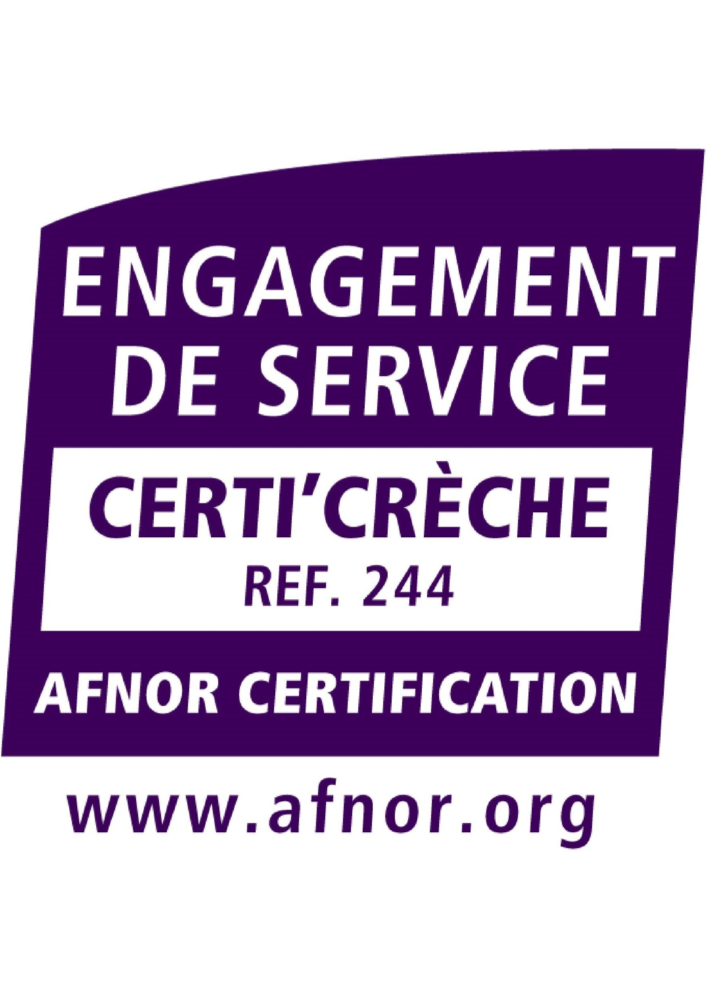 ENGAGEMENT
DE SERVICE
CERTI’CRÈCHE
REF. 244
AFNOR CERTIFICATION
www.afnor.org